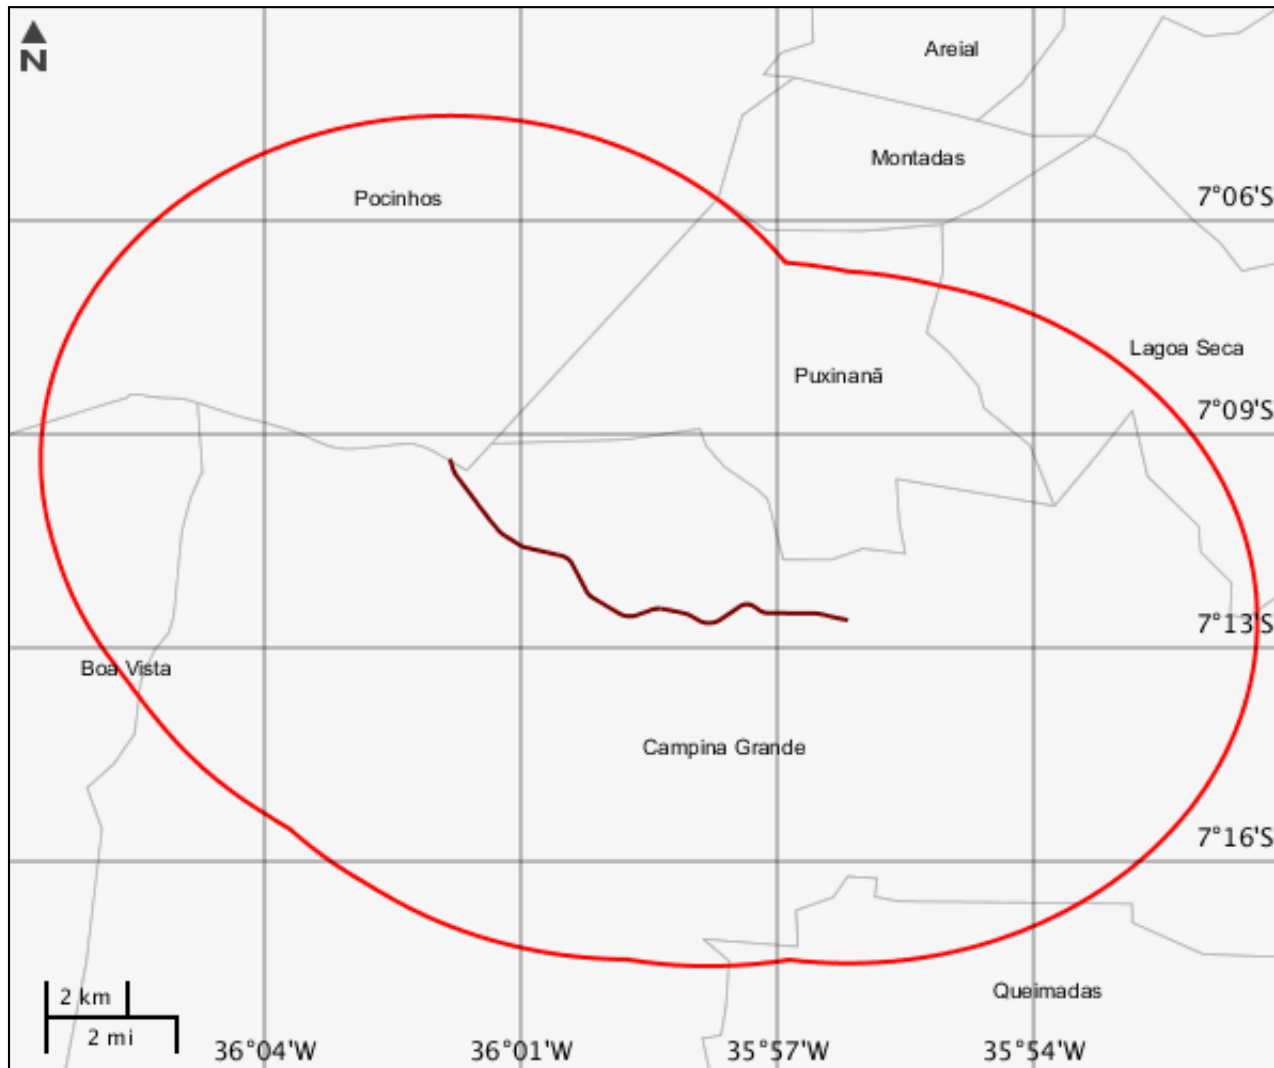 N
Areial
Montadas
Pocinhos
7°06'S
Lagoa Seca
Puxinanã
7°09'S
7°13'S
Boa Vista
Campina Grande
7°16'S
Queimadas
2 km
2 mi
36°04'W
36°01'W
35°57'W
35°54'W